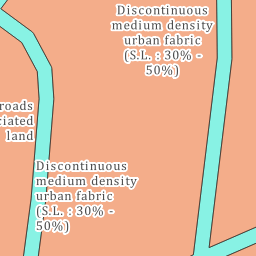 Discontinuous
medium density
urban fabric
(S.L. : 30% -
50%)
roads
ciated
land
Discontinuous
medium density
urban fabric
(S.L. : 30% -
50%)